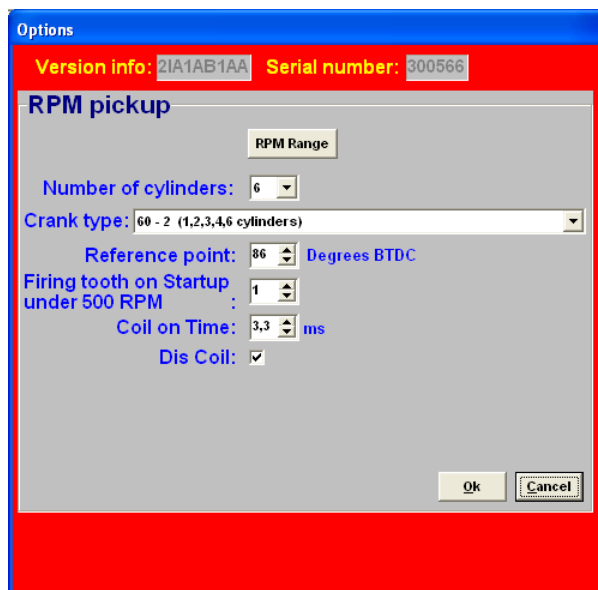 Options
Version info: 2IA1AB1AA Serial number: 300566
RPM pickup
RPM Range
Number of cylinders: 6
Crank type: 60 - 2 (1,2,3,4,6 cylinders)
Reference point: 86 Degrees BTDC
Firing tooth on Startup
under 500 RPM : 1
Coil on Time: 3,3 ms
Dis Coil:
Ok Cancel